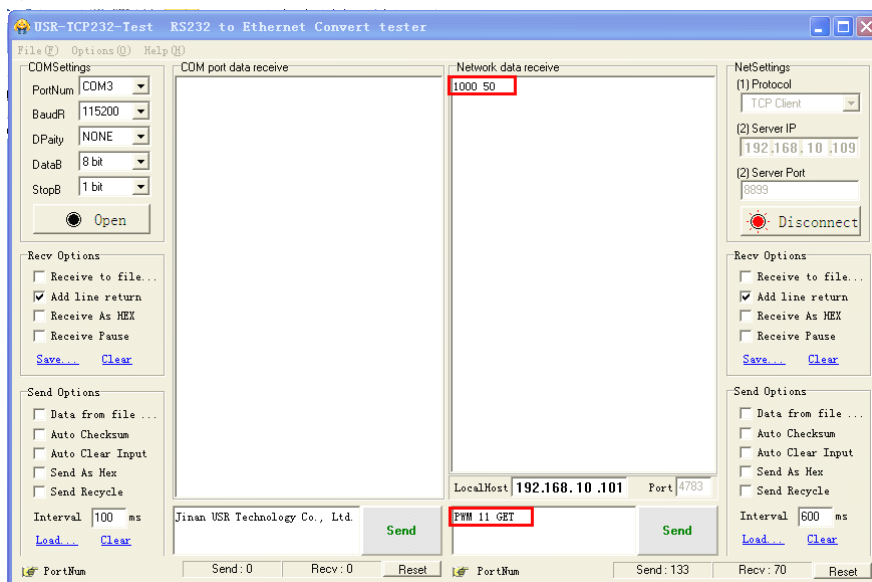 USR-TCP232-Test RS232 to Ethernet Convert tester
File(F) Options(O) Help(H)
COMSettings
PortNum COM3
BaudR 115200
DPaity NONE
DataB 8 bit
StopB 1 bit
Open
Recv Options
Receive to file...
Add line return
Receive As HEX
Receive Pause
Save... Clear
Send Options
Data from file ...
Auto Checksum
Auto Clear Input
Send As Hex
Send Recycle
Interval 100 ms
Load... Clear
COM port data receive
Jinan USR Technology Co., Ltd.
Send
Network data receive
1000 50
LocalHost 192.168.10.101 Port 4783
PWM 11 GET
Send
NetSettings
(1) Protocol
TCP Client
(2) Server IP
192.168.10.109
(2) Server Port
8899
Disconnect
Recv Options
Receive to file...
Add line return
Receive As HEX
Receive Pause
Save... Clear
Send Options
Data from file ...
Auto Checksum
Auto Clear Input
Send As Hex
Send Recycle
Interval 600 ms
Load... Clear
PortNum Send:0 Recv:0 Reset
PortNum Send:133 Recv:70 Reset